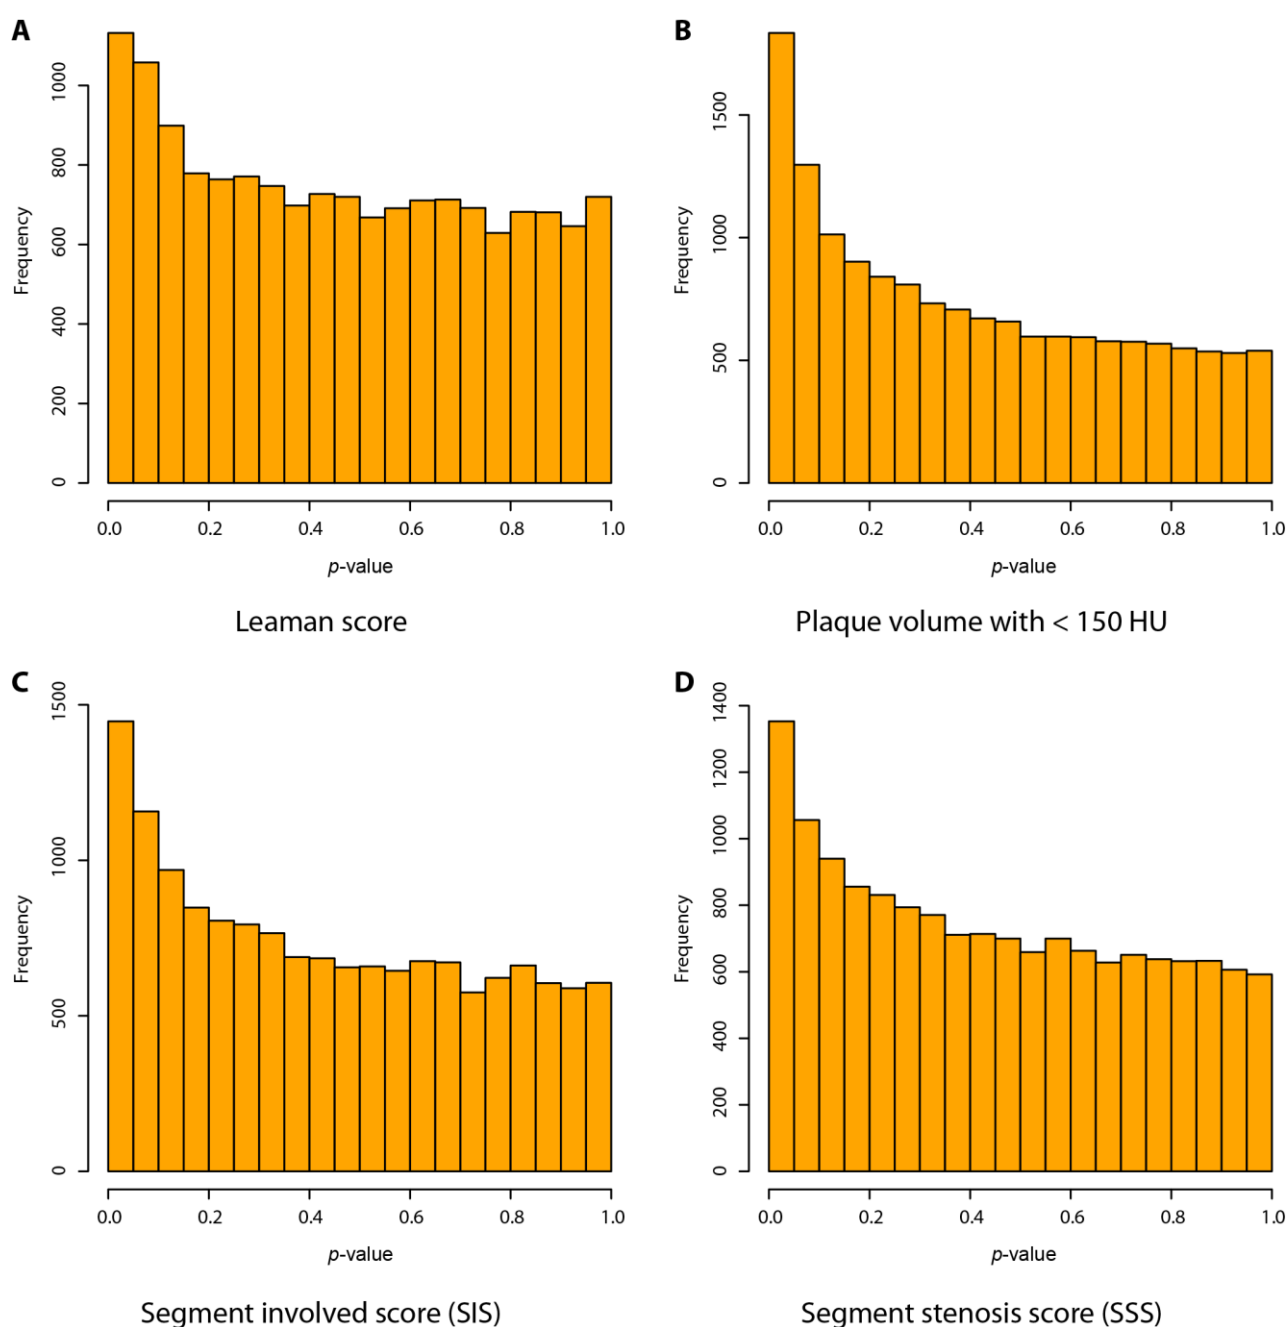 A
Frequency
1000
800
600
400
200
0
0.0 0.2 0.4 0.6 0.8 1.0
p-value
Leaman score
B
Frequency
1500
1000
500
0
0.0 0.2 0.4 0.6 0.8 1.0
p-value
Plaque volume with < 150 HU
C
Frequency
1500
1000
500
0
0.0 0.2 0.4 0.6 0.8 1.0
p-value
Segment involved score (SIS)
D
Frequency
1400
1200
1000
800
600
400
200
0
0.0 0.2 0.4 0.6 0.8 1.0
p-value
Segment stenosis score (SSS)